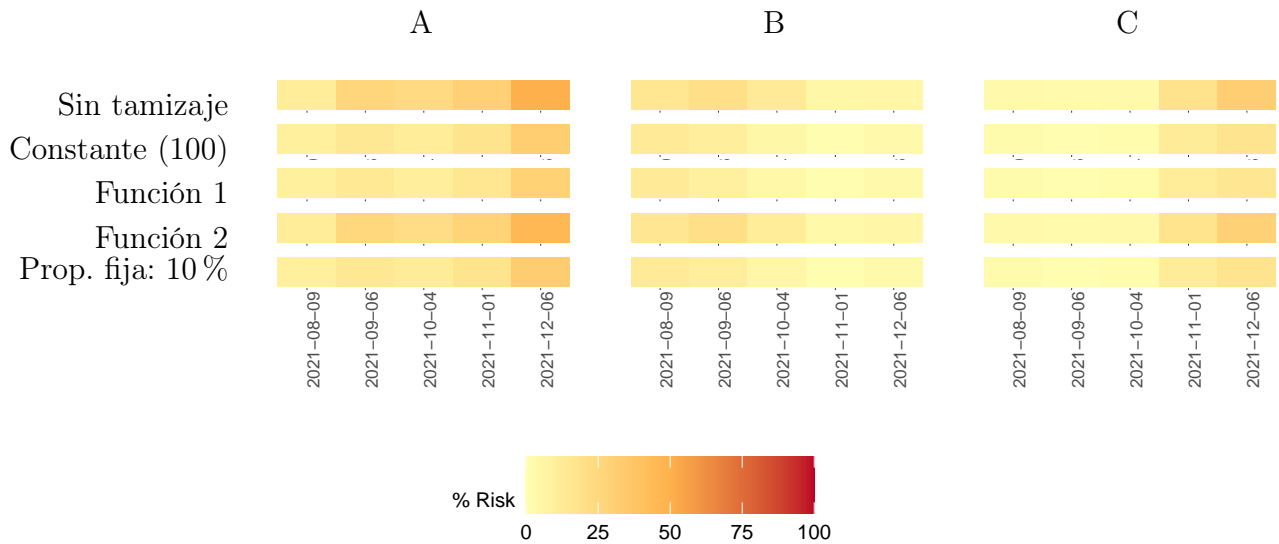 A B C
Sin tamizaje
Constante (100)
Función 1
Función 2
Prop. fija: 10 %
2021−08−09 2021−09−06 2021−10−04 2021−11−01 2021−12−06 2021−08−09 2021−09−06 2021−10−04 2021−11−01 2021−12−06 2021−08−09 2021−09−06 2021−10−04 2021−11−01 2021−12−06
% Risk
0 25 50 75 100